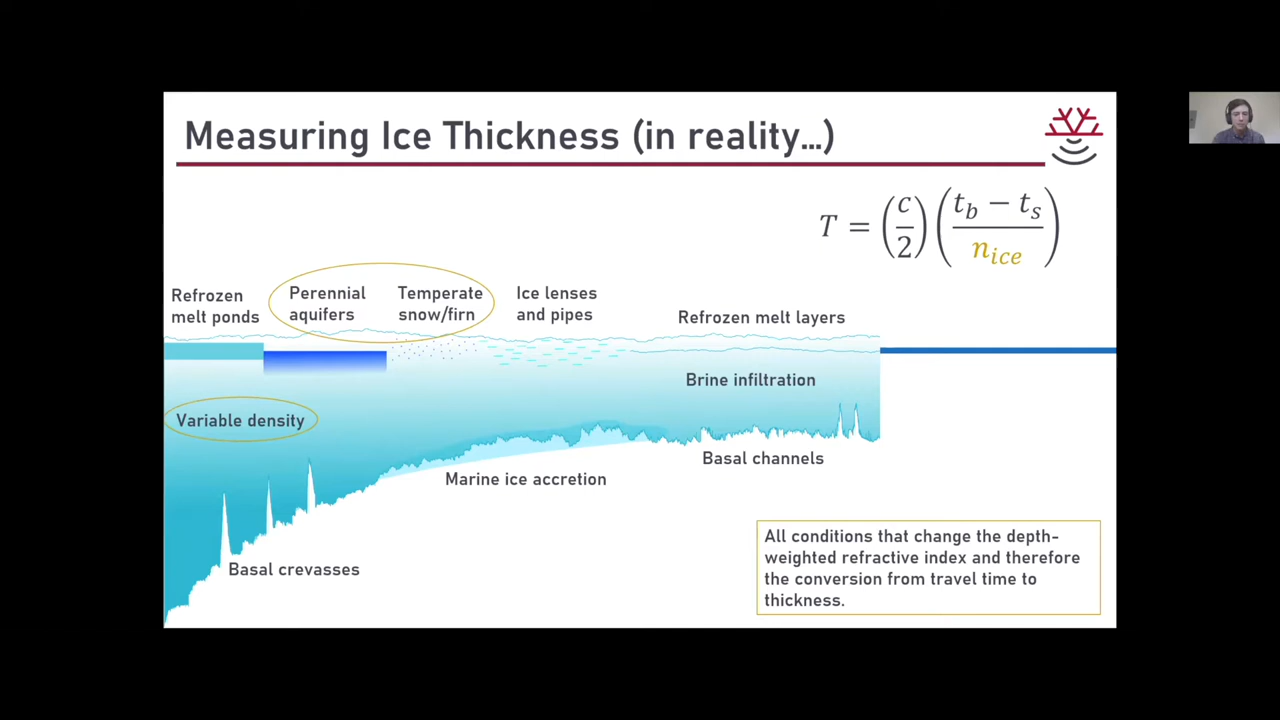 Measuring Ice Thickness (in reality…)
T = (c/2) ((t_b − t_s)/n_ice)
Refrozen
melt ponds
Perennial
aquifers
Temperate
snow/firn
Ice lenses
and pipes
Refrozen melt layers
Brine infiltration
Variable density
Basal channels
Marine ice accretion
Basal crevasses
All conditions that change the depth-
weighted refractive index and therefore
the conversion from travel time to
thickness.